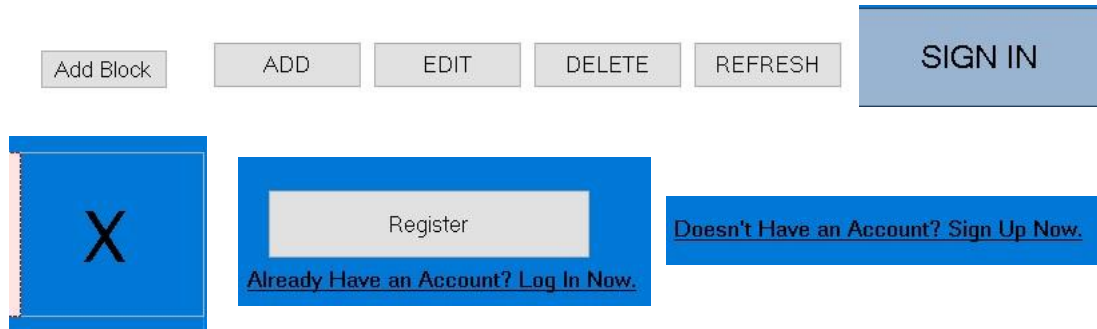 Add Block
ADD
EDIT
DELETE
REFRESH
SIGN IN
X
Register
Already Have an Account? Log In Now.
Doesn't Have an Account? Sign Up Now.